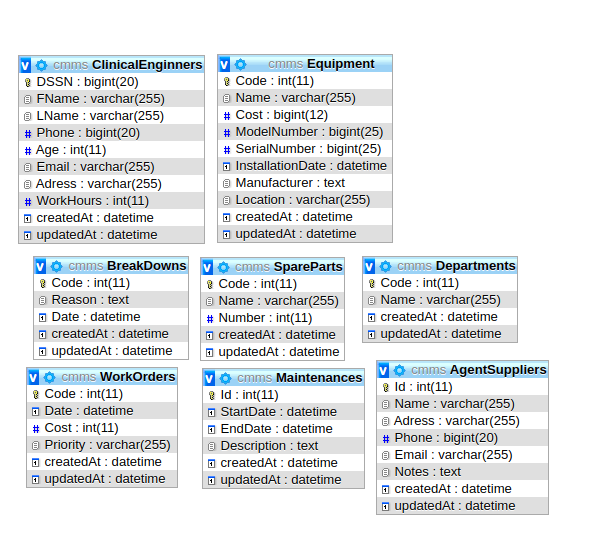 cmms ClinicalEnginners
DSSN : bigint(20)
FName : varchar(255)
LName : varchar(255)
Phone : bigint(20)
Age : int(11)
Email : varchar(255)
Adress : varchar(255)
WorkHours : int(11)
createdAt : datetime
updatedAt : datetime
cmms Equipment
Code : int(11)
Name : varchar(255)
Cost : bigint(12)
ModelNumber : bigint(25)
SerialNumber : bigint(25)
InstallationDate : datetime
Manufacturer : text
Location : varchar(255)
createdAt : datetime
updatedAt : datetime
cmms BreakDowns
Code : int(11)
Reason : text
Date : datetime
createdAt : datetime
updatedAt : datetime
cmms SpareParts
Code : int(11)
Name : varchar(255)
Number : int(11)
createdAt : datetime
updatedAt : datetime
cmms Departments
Code : int(11)
Name : varchar(255)
createdAt : datetime
updatedAt : datetime
cmms WorkOrders
Code : int(11)
Date : datetime
Cost : int(11)
Priority : varchar(255)
createdAt : datetime
updatedAt : datetime
cmms Maintenances
Id : int(11)
StartDate : datetime
EndDate : datetime
Description : text
createdAt : datetime
updatedAt : datetime
cmms AgentSuppliers
Id : int(11)
Name : varchar(255)
Adress : varchar(255)
Phone : bigint(20)
Email : varchar(255)
Notes : text
createdAt : datetime
updatedAt : datetime